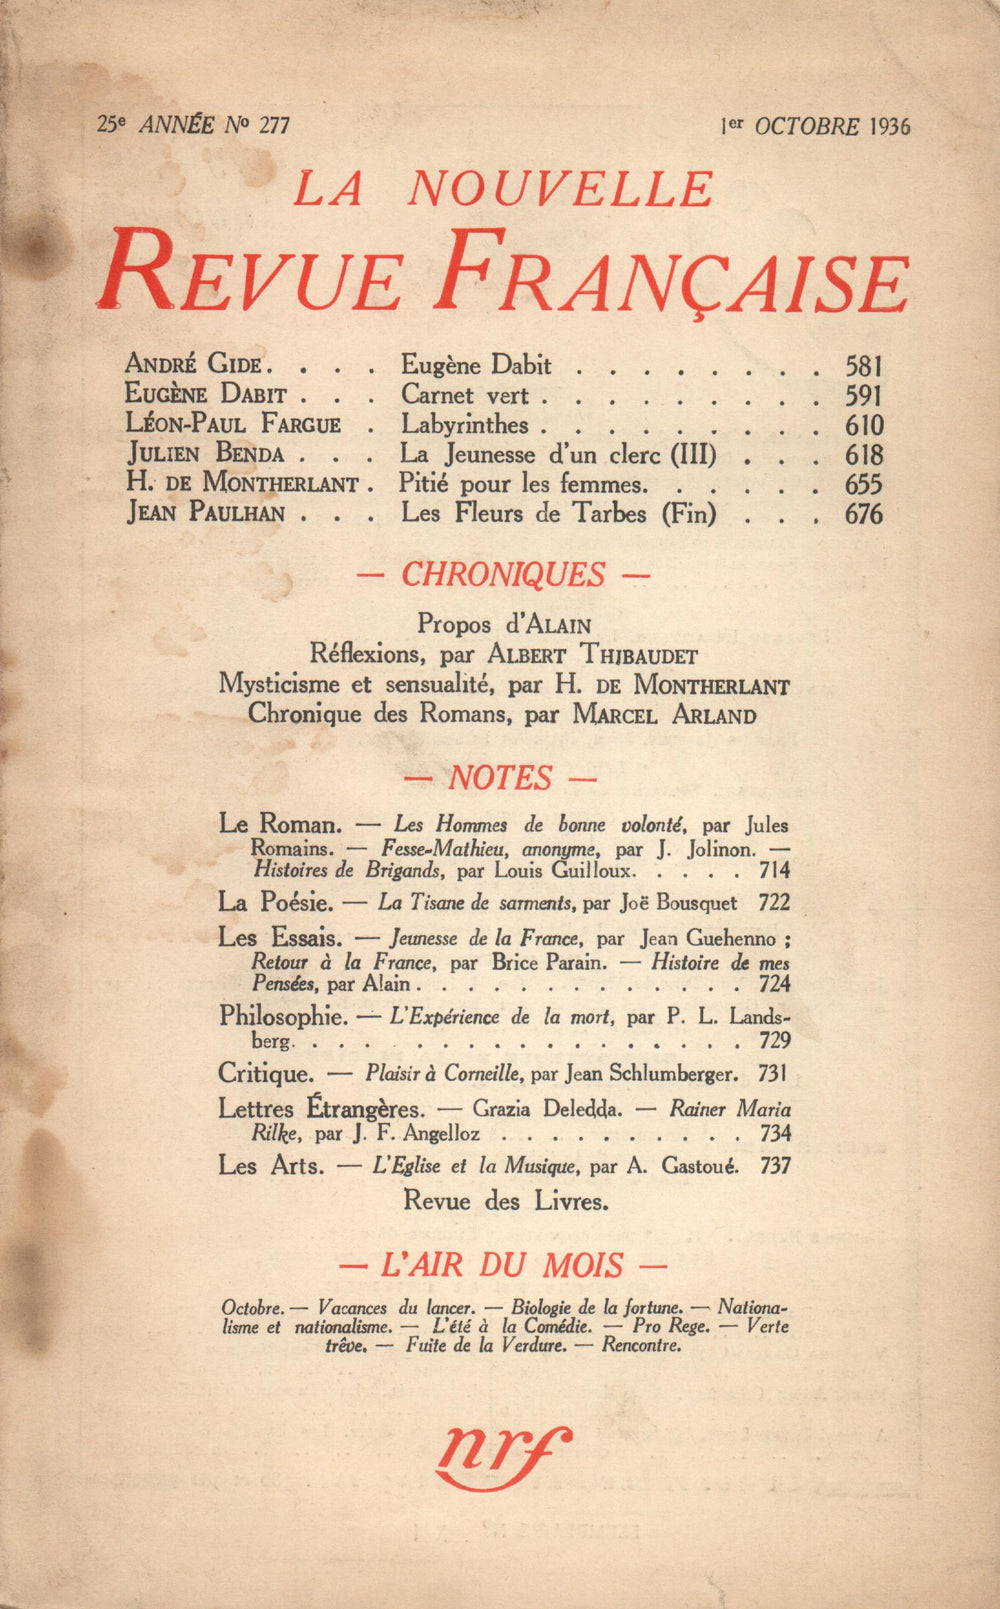 25e ANNÉE No 277
1er OCTOBRE 1936
LA NOUVELLE
REVUE FRANÇAISE
ANDRÉ GIDE. . . . Eugène Dabit . . . . . . . . 581
EUGÈNE DABIT . . . Carnet vert . . . . . . . . . 591
LÉON-PAUL FARGUE . Labyrinthes . . . . . . . . . 610
JULIEN BENDA . . . La Jeunesse d'un clerc (III) . . . 618
H. DE MONTHERLANT . Pitié pour les femmes. . . . . . 655
JEAN PAULHAN . . . Les Fleurs de Tarbes (Fin) . . . 676
— CHRONIQUES —
Propos d'ALAIN
Réflexions, par ALBERT THIBAUDET
Mysticisme et sensualité, par H. DE MONTHERLANT
Chronique des Romans, par MARCEL ARLAND
— NOTES —
Le Roman. — Les Hommes de bonne volonté, par Jules
Romains. — Fesse-Mathieu, anonyme, par J. Jolinon. —
Histoires de Brigands, par Louis Guilloux. . . . . 714
La Poésie. — La Tisane de sarments, par Joë Bousquet 722
Les Essais. — Jeunesse de la France, par Jean Guehenno ;
Retour à la France, par Brice Parain. — Histoire de mes
Pensées, par Alain . . . . . . . . . . . . . 724
Philosophie. — L'Expérience de la mort, par P. L. Lands-
berg. . . . . . . . . . . . . . . . . . 729
Critique. — Plaisir à Corneille, par Jean Schlumberger. 731
Lettres Étrangères. — Grazia Deledda. — Rainer Maria
Rilke, par J. F. Angelloz . . . . . . . . . . 734
Les Arts. — L'Eglise et la Musique, par A. Gastoué. 737
Revue des Livres.
— L'AIR DU MOIS —
Octobre. — Vacances du lancer. — Biologie de la fortune. — Nationa-
lisme et nationalisme. — L'été à la Comédie. — Pro Rege. — Verte
trêve. — Fuite de la Verdure. — Rencontre.
nrf